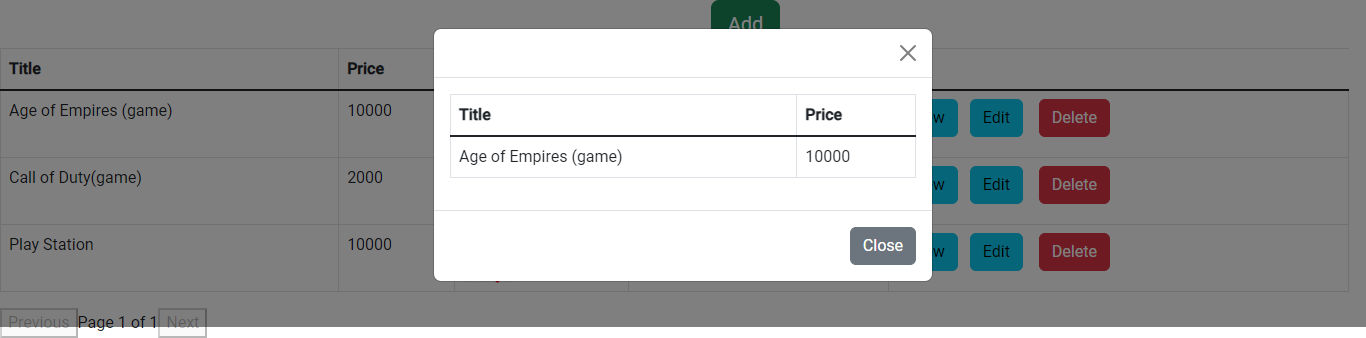 Add
Title Price
Title Price
Age of Empires (game) 10000
Age of Empires (game) 10000
w Edit Delete
Call of Duty(game) 2000
w Edit Delete
Close
Play Station 10000
w Edit Delete
Previous Page 1 of 1 Next